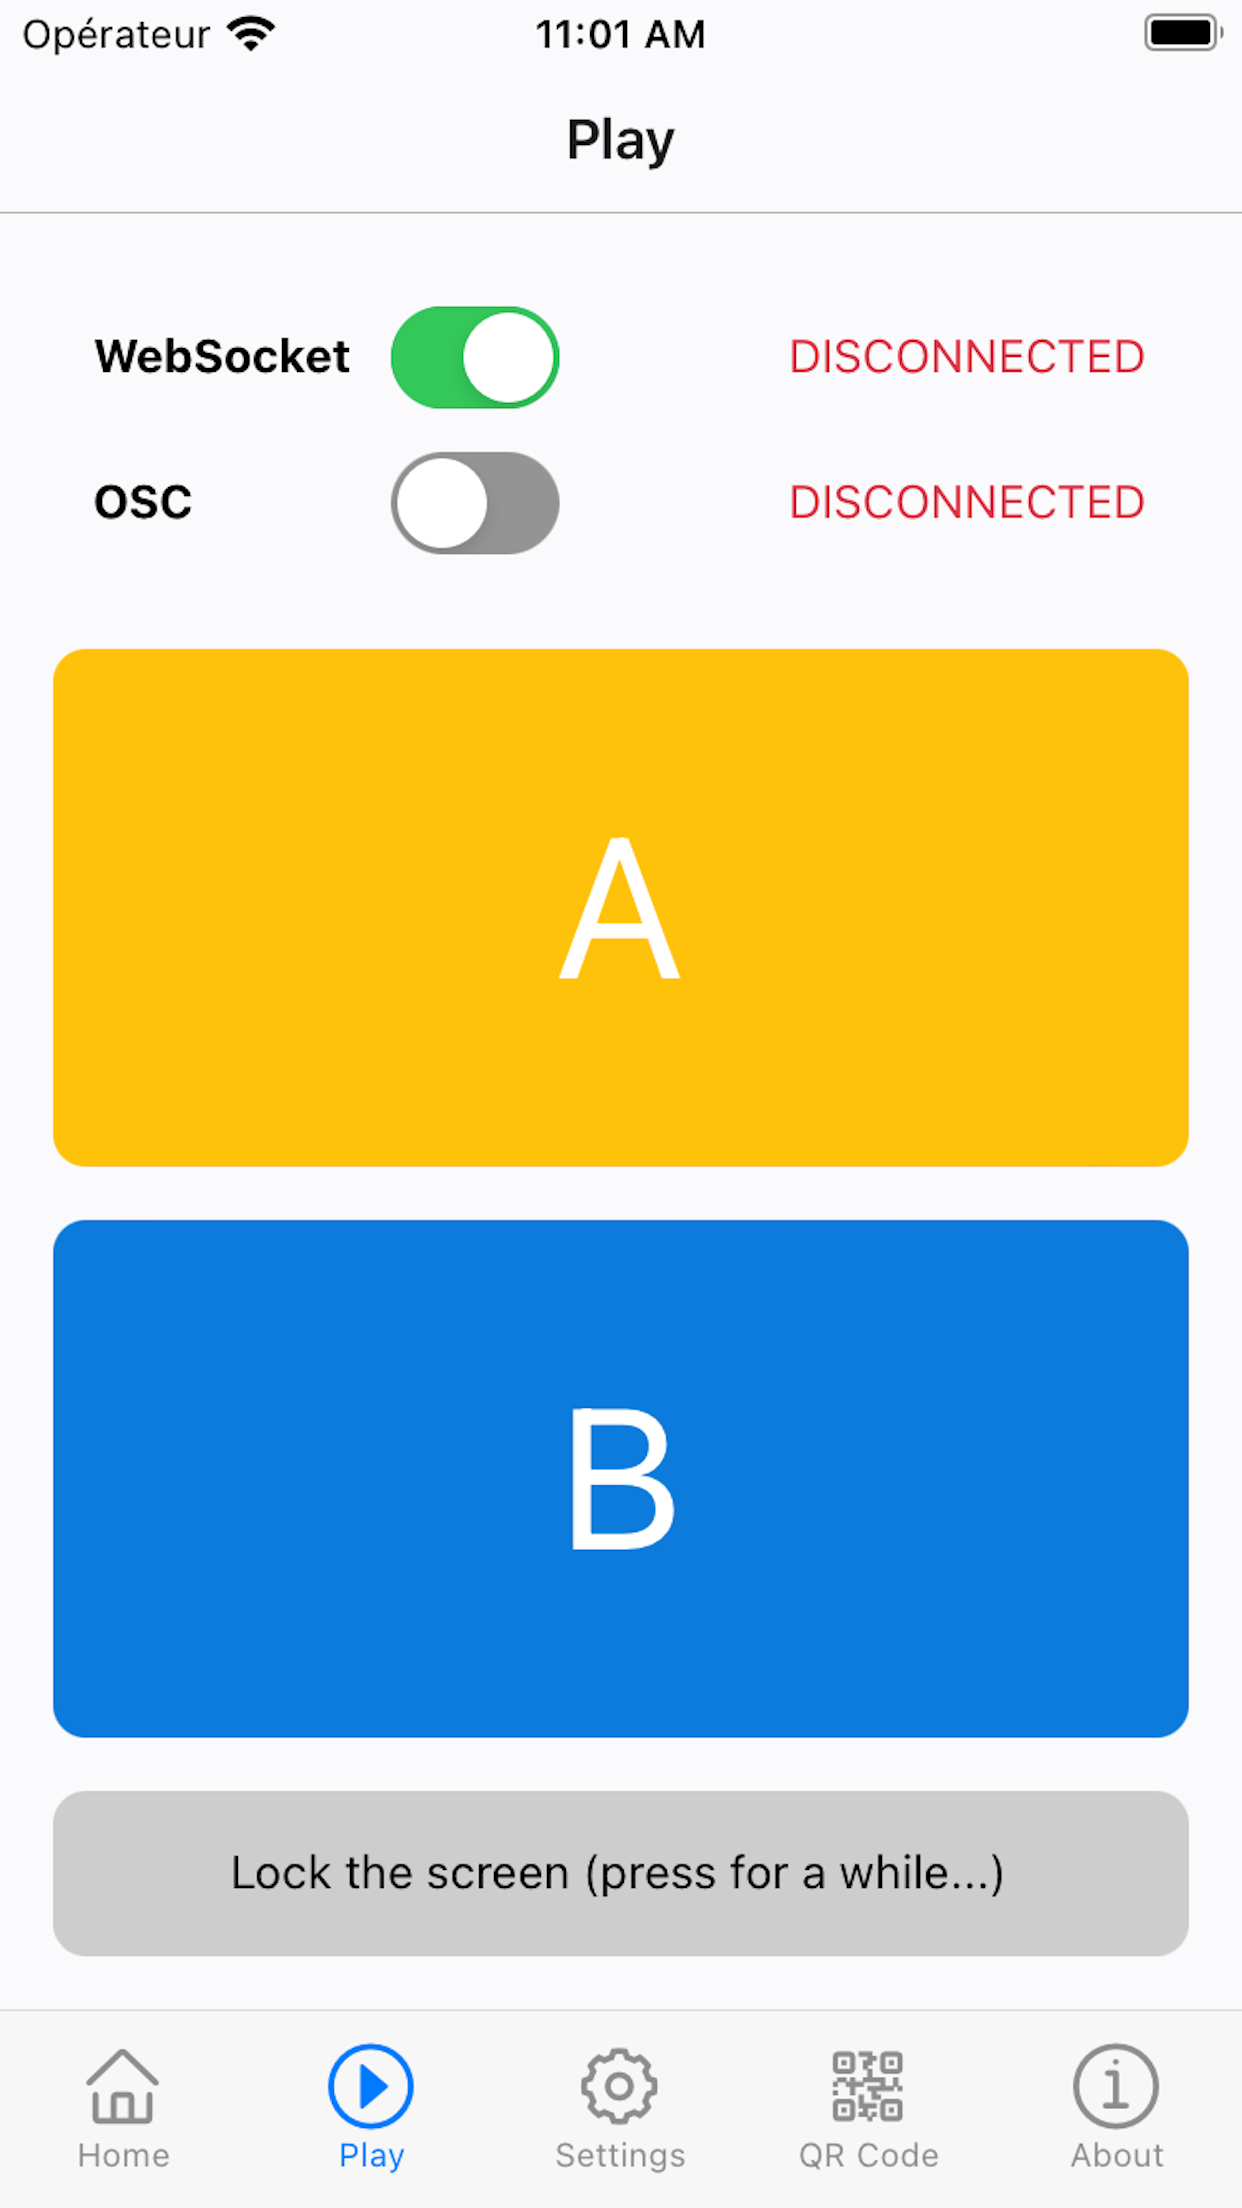 Opérateur 11:01 AM
Play
WebSocket DISCONNECTED
OSC DISCONNECTED
A
B
Lock the screen (press for a while...)
Home Play Settings QR Code About